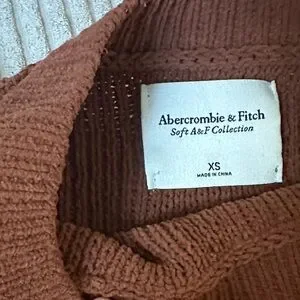 Abercrombie & Fitch
Soft A&F Collection
XS
MADE IN CHINA